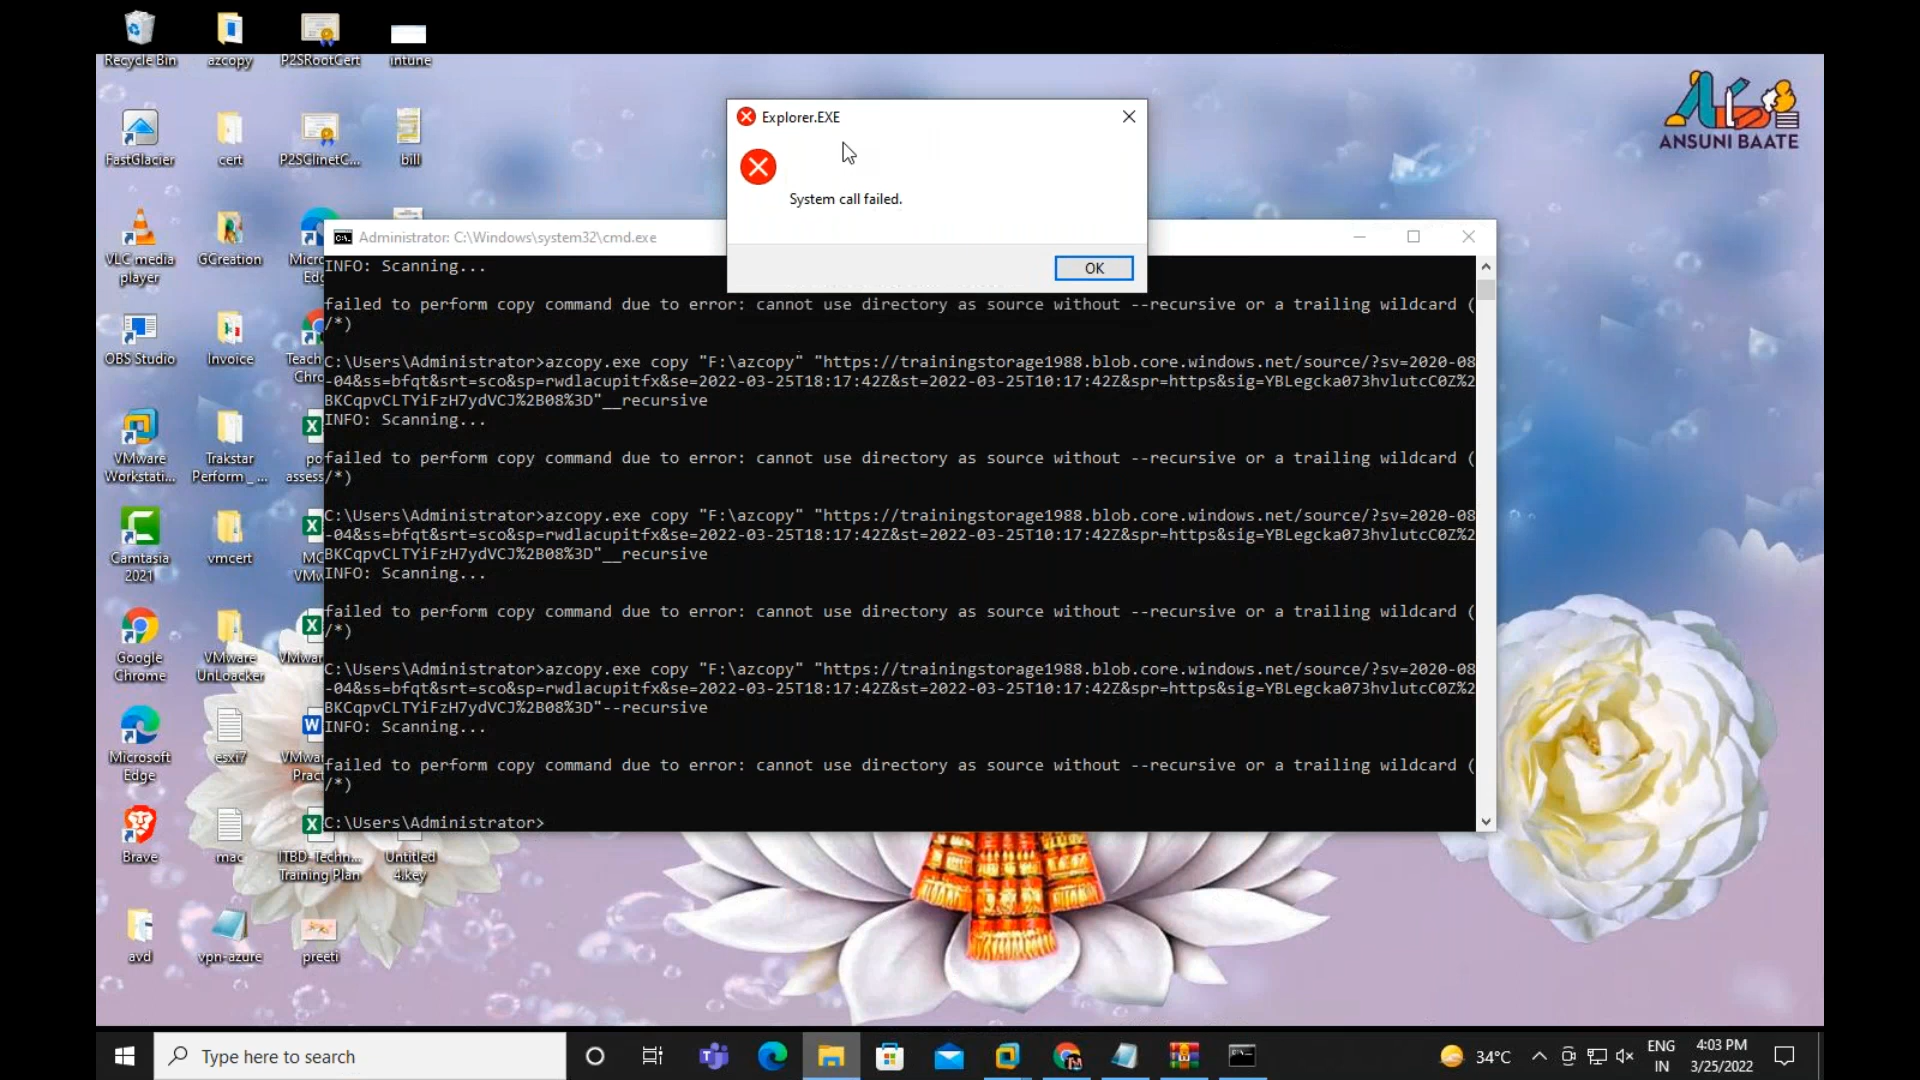 Recycle Bin
azcopy
P2SRootCert
intune
FastGlacier
cert
P2SClinetC...
bill
VLC media
player
GCreation
Micro
Edg
OBS Studio
Invoice
Teach
Chro
VMware
Workstati...
Trakstar
Perform_...
po
assess
Camtasia
2021
vmcert
MC
VMw
Google
Chrome
VMware
UnLoacker
VMwar
Microsoft
Edge
esxi7
VMwa
Pract
Brave
mac
ITBD-Techn...
Training Plan
Untitled
4.key
avd
vpn-azure
preeti
ANSUNI BAATE
Explorer.EXE
System call failed.
OK
Administrator: C:\Windows\system32\cmd.exe
INFO: Scanning...
failed to perform copy command due to error: cannot use directory as source without --recursive or a trailing wildcard (
/*)
C:\Users\Administrator>azcopy.exe copy "F:\azcopy" "https://trainingstorage1988.blob.core.windows.net/source/?sv=2020-08
-04&ss=bfqt&srt=sco&sp=rwdlacupitfx&se=2022-03-25T18:17:42Z&st=2022-03-25T10:17:42Z&spr=https&sig=YBLegcka073hvlutcC0Z%2
BKCqpvCLTYiFzH7ydVCJ%2B08%3D"__recursive
INFO: Scanning...
failed to perform copy command due to error: cannot use directory as source without --recursive or a trailing wildcard (
/*)
C:\Users\Administrator>azcopy.exe copy "F:\azcopy" "https://trainingstorage1988.blob.core.windows.net/source/?sv=2020-08
-04&ss=bfqt&srt=sco&sp=rwdlacupitfx&se=2022-03-25T18:17:42Z&st=2022-03-25T10:17:42Z&spr=https&sig=YBLegcka073hvlutcC0Z%2
BKCqpvCLTYiFzH7ydVCJ%2B08%3D"__recursive
INFO: Scanning...
failed to perform copy command due to error: cannot use directory as source without --recursive or a trailing wildcard (
/*)
C:\Users\Administrator>azcopy.exe copy "F:\azcopy" "https://trainingstorage1988.blob.core.windows.net/source/?sv=2020-08
-04&ss=bfqt&srt=sco&sp=rwdlacupitfx&se=2022-03-25T18:17:42Z&st=2022-03-25T10:17:42Z&spr=https&sig=YBLegcka073hvlutcC0Z%2
BKCqpvCLTYiFzH7ydVCJ%2B08%3D"--recursive
INFO: Scanning...
failed to perform copy command due to error: cannot use directory as source without --recursive or a trailing wildcard (
/*)
C:\Users\Administrator>
Type here to search
34°C
ENG
IN
4:03 PM
3/25/2022